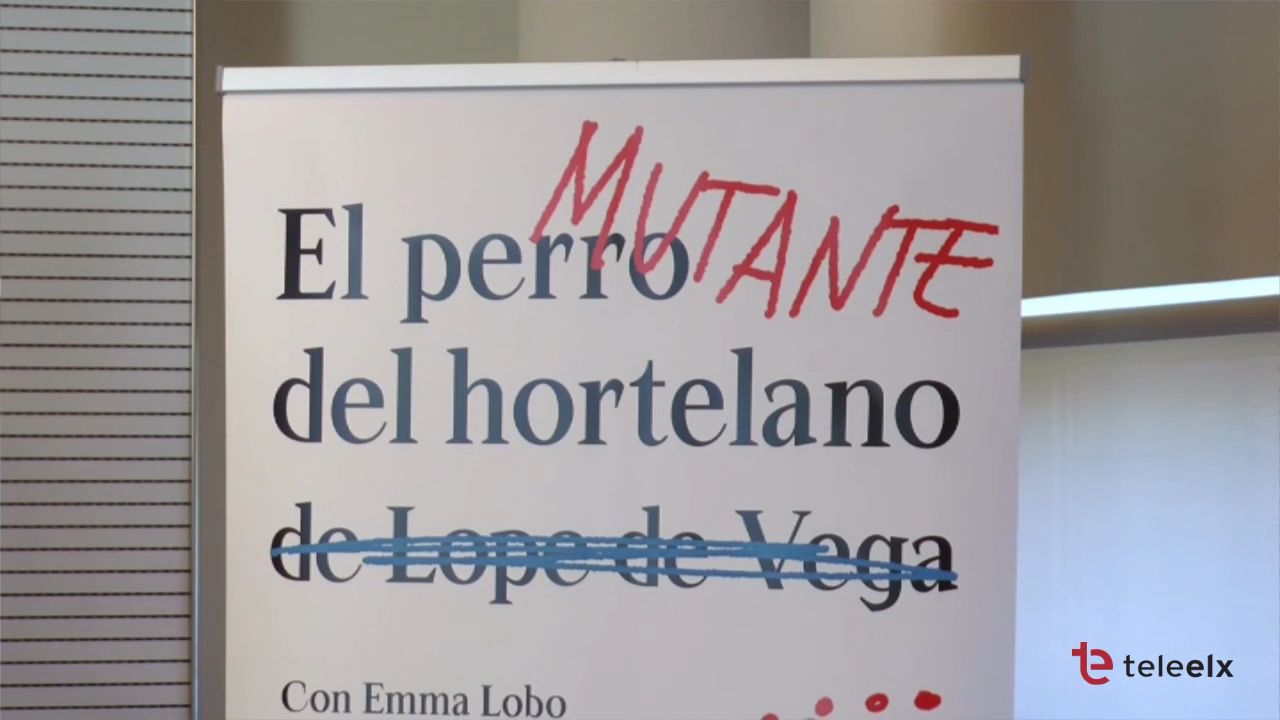 MUTANTE
El perro
del hortelano
de Lope de Vega
Con Emma Lobo
teleelx